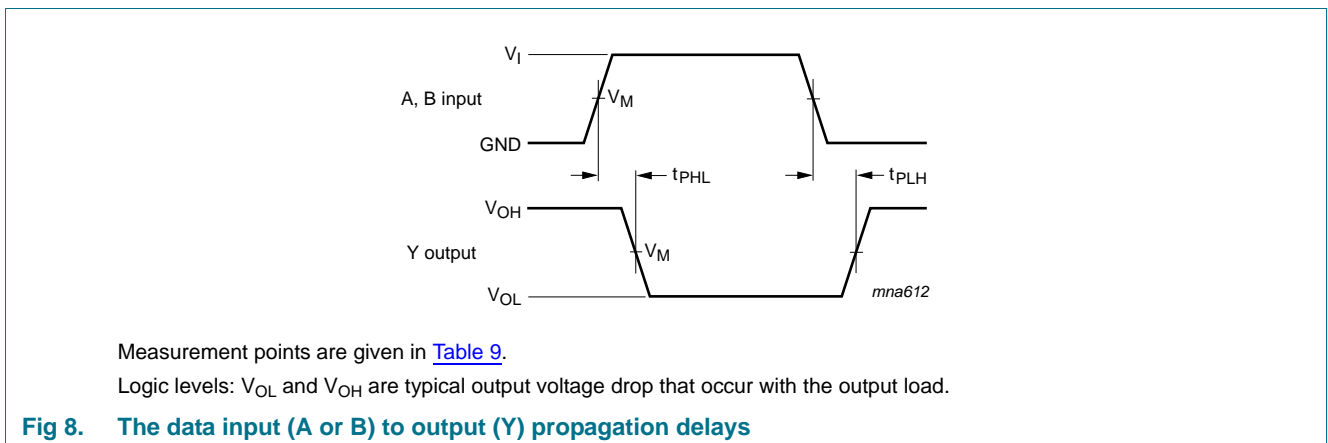 VI
A, B input
VM
GND
tPHL
tPLH
VOH
Y output
VM
VOL
mna612
Measurement points are given in Table 9.
Logic levels: VOL and VOH are typical output voltage drop that occur with the output load.
Fig 8. The data input (A or B) to output (Y) propagation delays